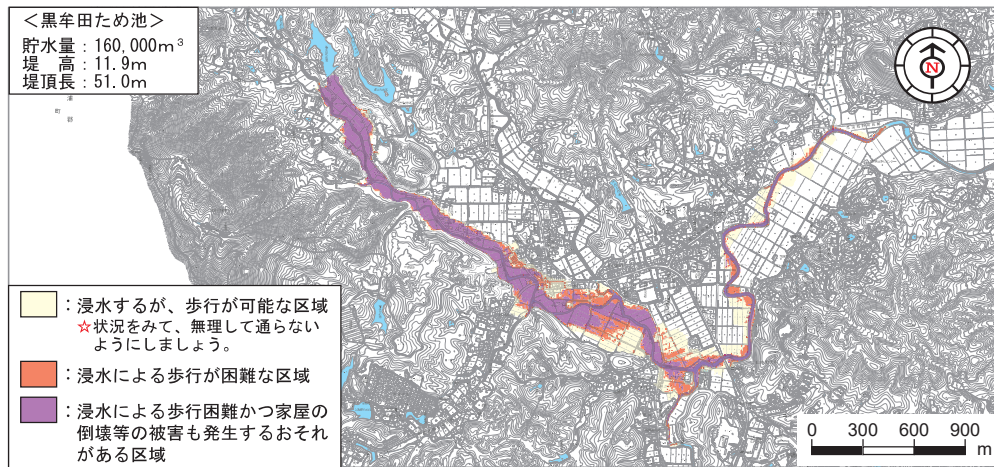 <黒牟田ため池>
貯水量:160,000m³
堤　高:11.9m
堤頂長:51.0m
N
:浸水するが、歩行が可能な区域
☆状況をみて、無理して通らない
ようにしましょう。
:浸水による歩行が困難な区域
:浸水による歩行困難かつ家屋の
倒壊等の被害も発生するおそれ
がある区域
0 300 600 900
m